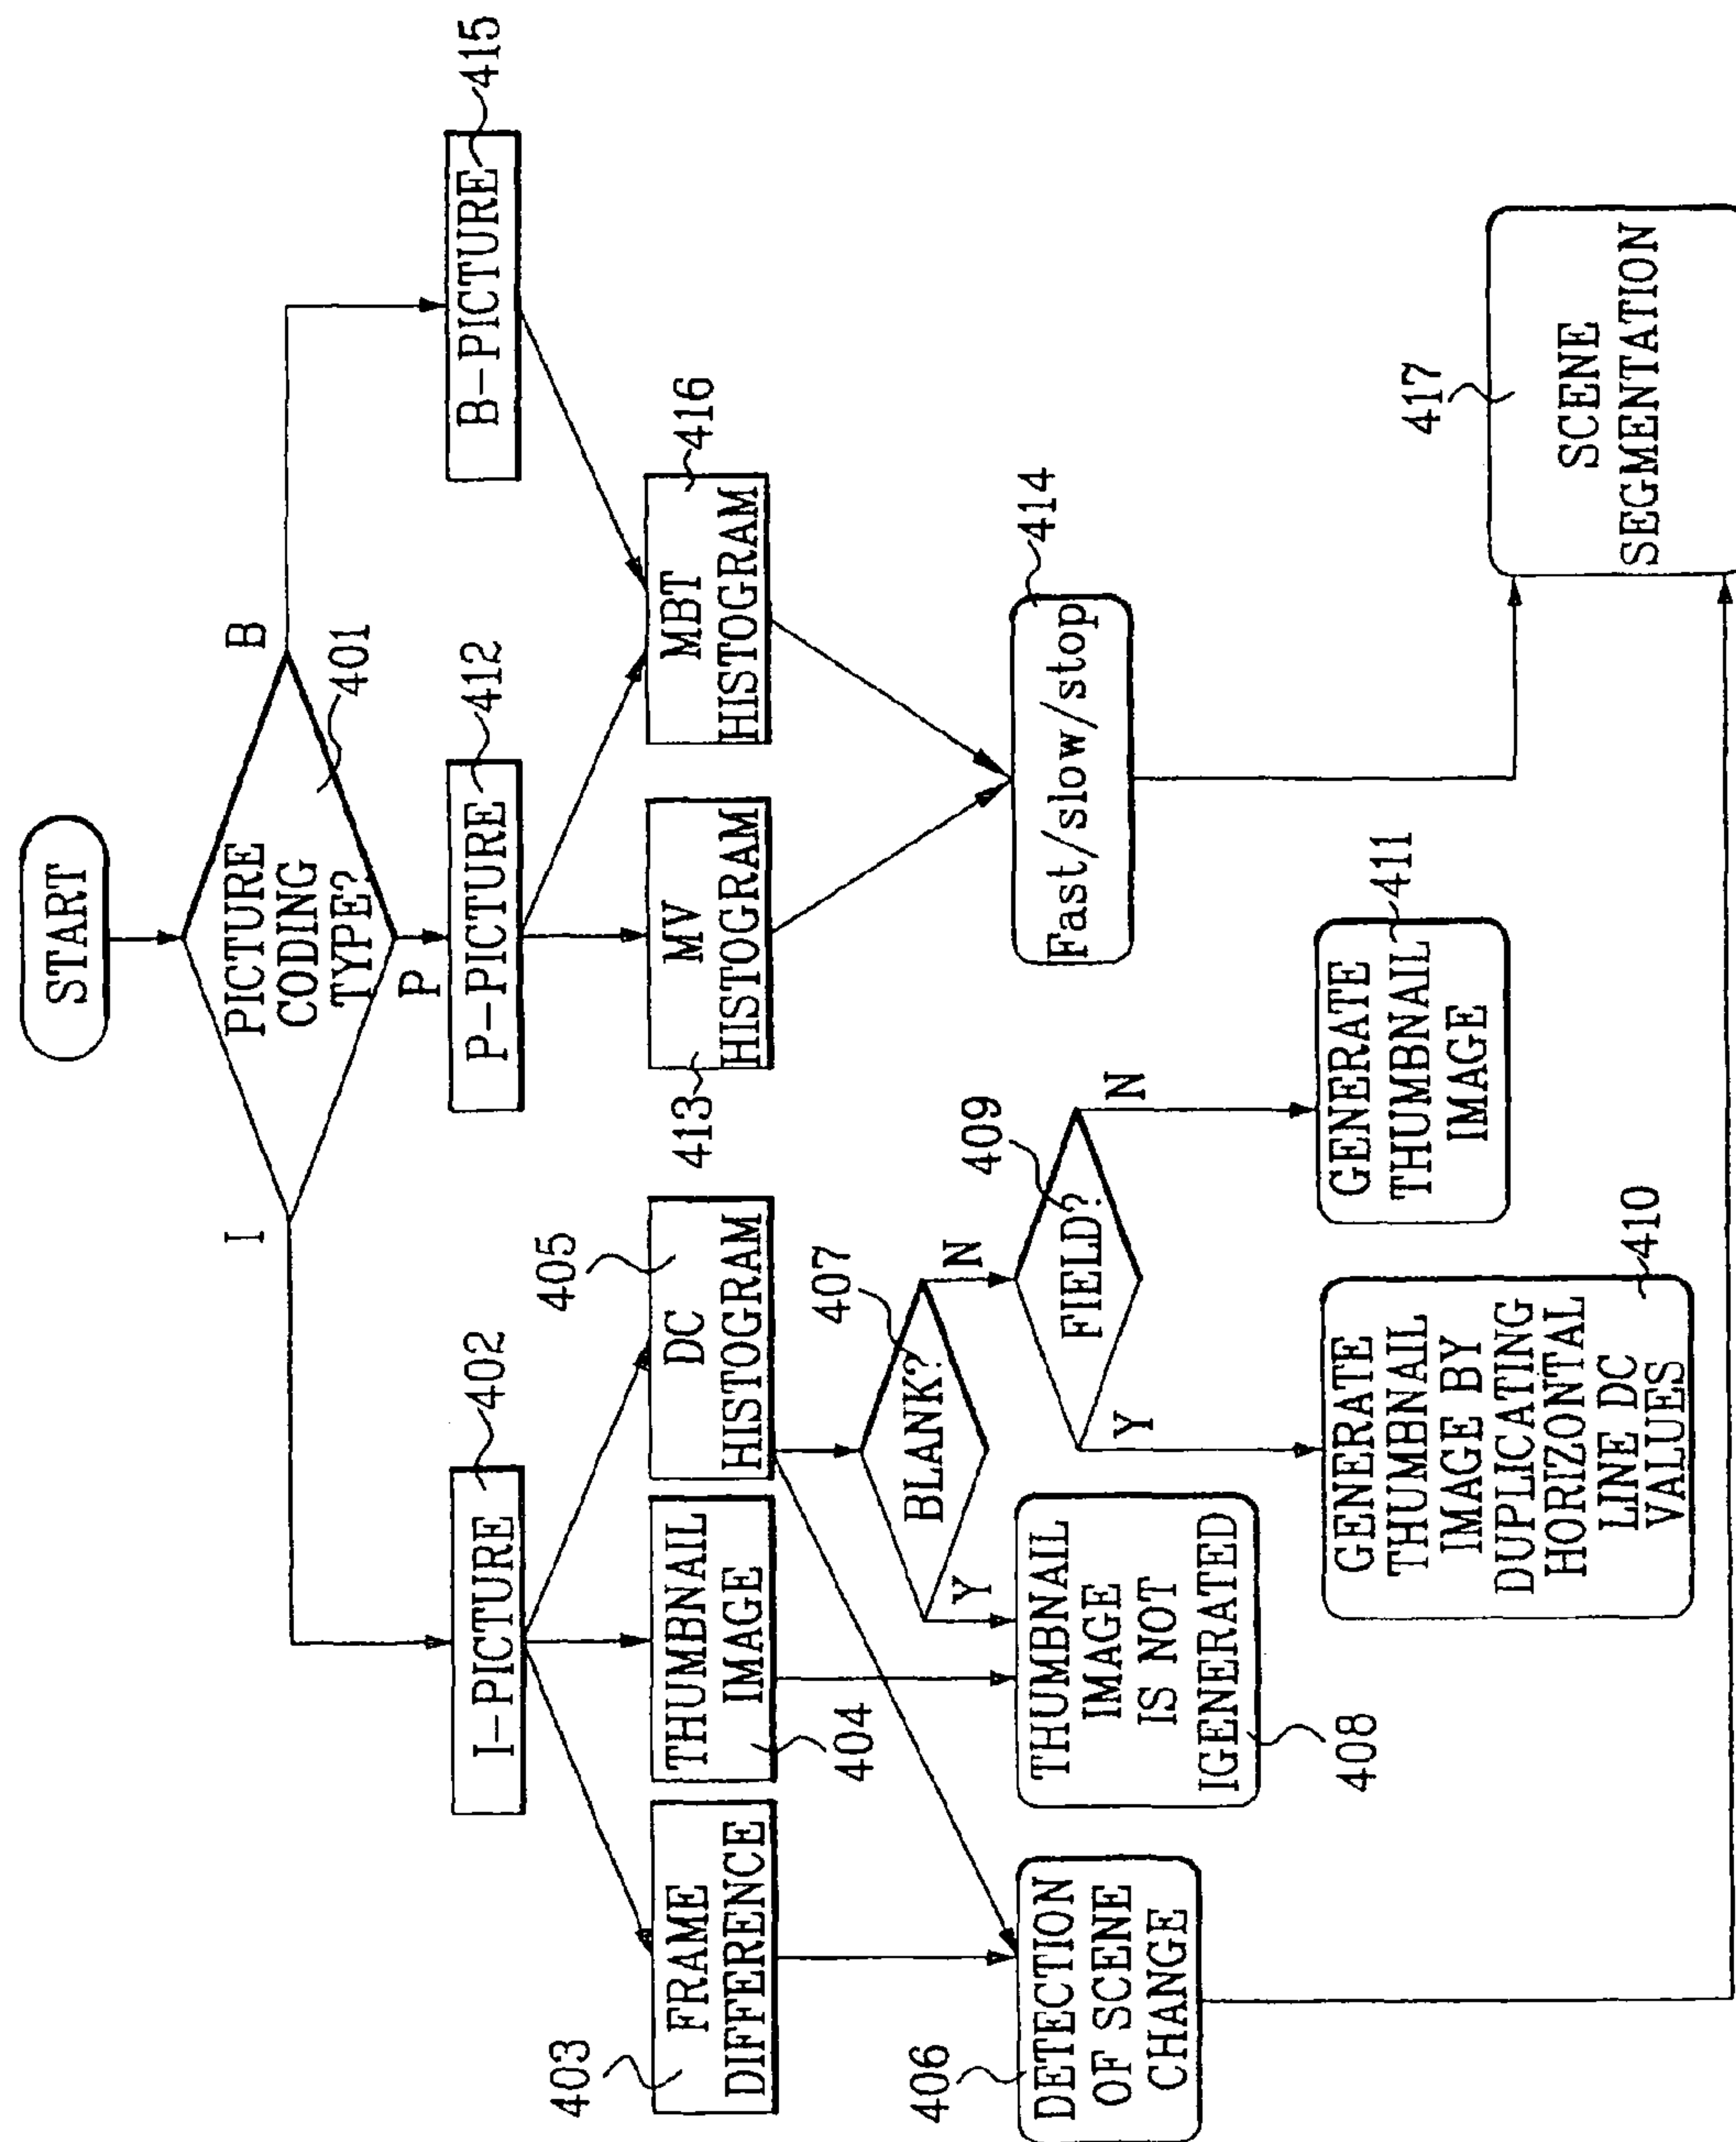 START
PICTURE
CODING
TYPE?
401
I
P
B
I-PICTURE
402
P-PICTURE
412
B-PICTURE
415
403
FRAME
DIFFERENCE
THUMBNAIL
IMAGE
404
DC
HISTOGRAM
405
MV
HISTOGRAM
413
MBT
HISTOGRAM
416
BLANK?
407
Y
N
406
DETECTION
OF SCENE
CHANGE
THUMBNAIL
IMAGE
IS NOT
IGENERATED
408
FIELD?
409
Y
N
Fast/slow/stop
414
GENERATE
THUMBNAIL
IMAGE BY
DUPLICATING
HORIZONTAL
LINE DC
VALUES
410
GENERATE
THUMBNAIL
IMAGE
411
417
SCENE
SEGMENTATION